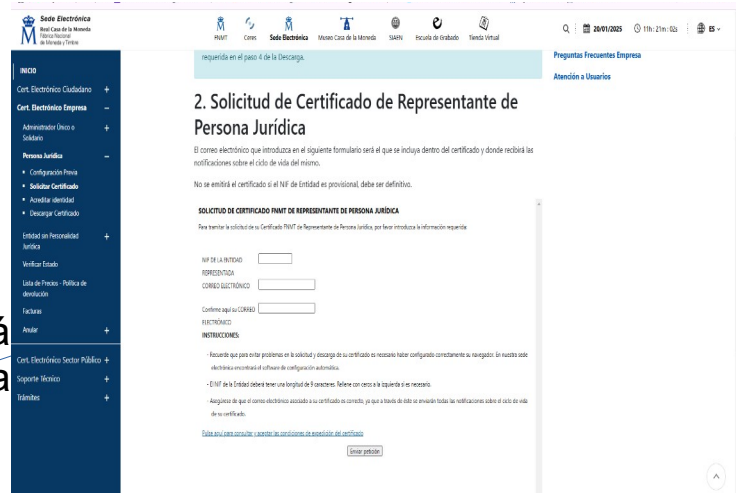 Sede Electrónica
Real Casa de la Moneda
Fábrica Nacional
de Moneda y Timbre
FNMT
Ceres
Sede Electrónica
Museo Casa de la Moneda
SIAEN
Escuela de Grabado
Tienda Virtual
20/01/2025
11h : 21m : 02s
ES
INICIO
Cert. Electrónico Ciudadano +
Cert. Electrónico Empresa –
Administrador Único o +
Solidario
Persona Jurídica –
Configuración Previa
Solicitar Certificado
Acreditar identidad
Descargar Certificado
Entidad sin Personalidad +
Jurídica
Verificar Estado
Lista de Precios - Política de
devolución
Facturas
Anular +
Cert. Electrónico Sector Público +
Soporte Técnico +
Trámites +
á
a
requerida en el paso 4 de la Descarga.
2. Solicitud de Certificado de Representante de
Persona Jurídica
El correo electrónico que introduzca en el siguiente formulario será el que se incluya dentro del certificado y donde recibirá las
notificaciones sobre el ciclo de vida del mismo.
No se emitirá el certificado si el NIF de Entidad es provisional, debe ser definitivo.
SOLICITUD DE CERTIFICADO FNMT DE REPRESENTANTE DE PERSONA JURÍDICA
Para tramitar la solicitud de su Certificado FNMT de Representante de Persona Jurídica, por favor introduzca la información requerida:
NIF DE LA ENTIDAD
REPRESENTADA
CORREO ELECTRÓNICO
Confirme aquí su CORREO
ELECTRÓNICO
INSTRUCCIONES:
- Recuerde que para evitar problemas en la solicitud y descarga de su certificado es necesario haber configurado correctamente su navegador. En nuestra sede
electrónica encontrará el software de configuración automática.
- El NIF de la Entidad deberá tener una longitud de 9 caracteres. Rellene con ceros a la izquierda si es necesario.
- Asegúrese de que el correo electrónico asociado a su certificado es correcto, ya que a través de éste se enviarán todas las notificaciones sobre el ciclo de vida
de su certificado.
Pulse aquí para consultar y aceptar las condiciones de expedición del certificado
Enviar petición
Preguntas Frecuentes Empresa
Atención a Usuarios